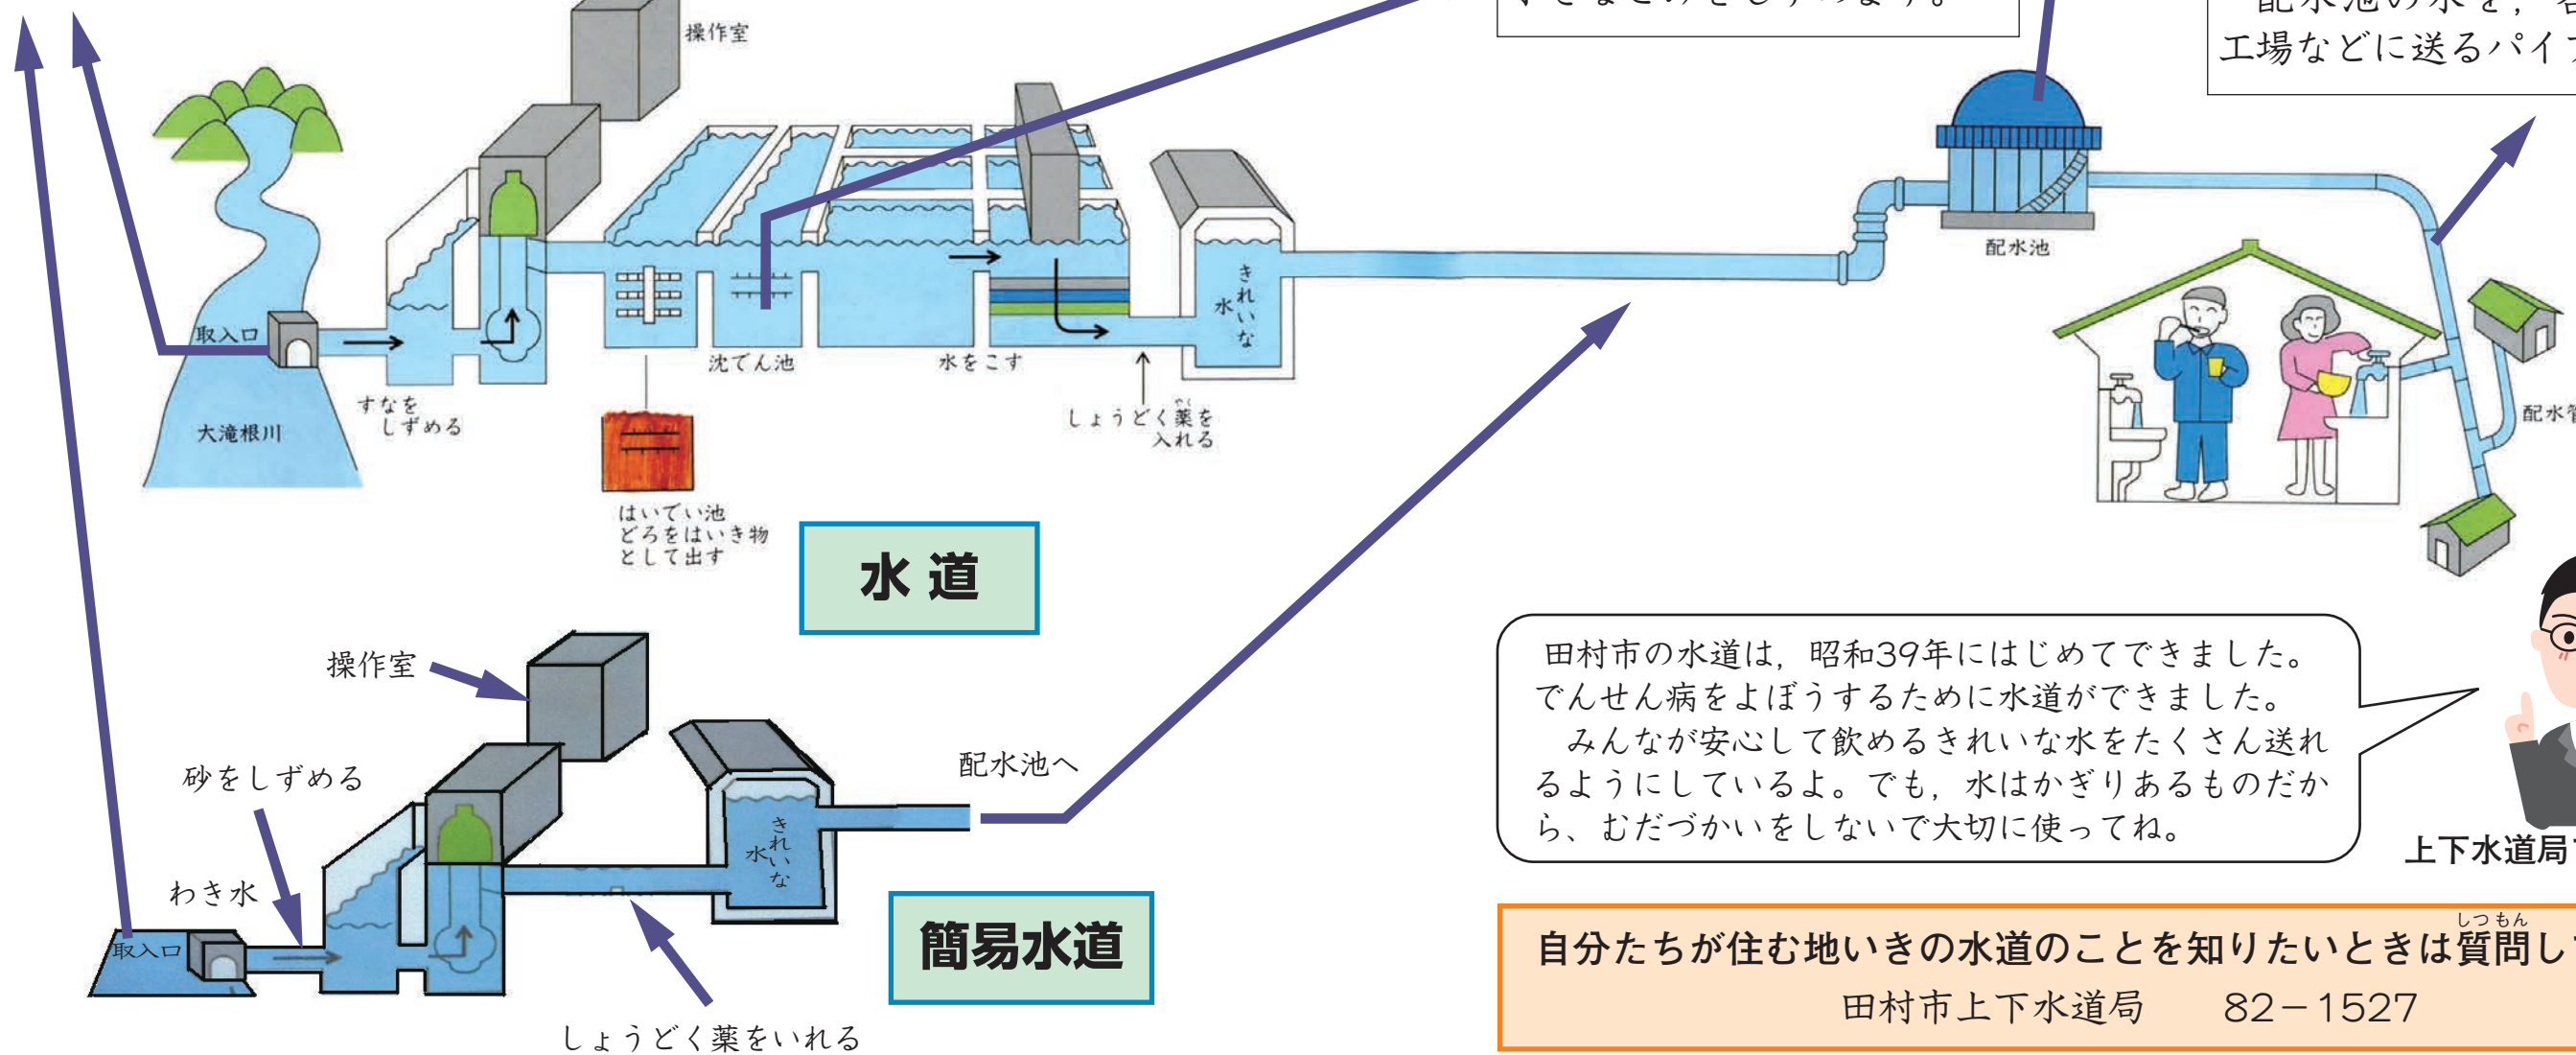 操作室
配水池の水を，
工場などに送るパイ
取入口
大滝根川
すなを
しずめる
沈でん池
水をこす
やく
しょうどく薬を
入れる
きれいな
水
配水池
配水管
はいでい池
どろをはいき物
として出す
水道
操作室
砂をしずめる
わき水
取入口
きれいな
水
配水池へ
簡易水道
しょうどく薬をいれる
田村市の水道は，昭和39年にはじめてできました。
でんせん病をよぼうするために水道ができました。
みんなが安心して飲めるきれいな水をたくさん送れ
るようにしているよ。でも，水はかぎりあるものだか
ら、むだづかいをしないで大切に使ってね。
上下水道局
しつもん
自分たちが住む地いきの水道のことを知りたいときは質問し
田村市上下水道局　82－1527